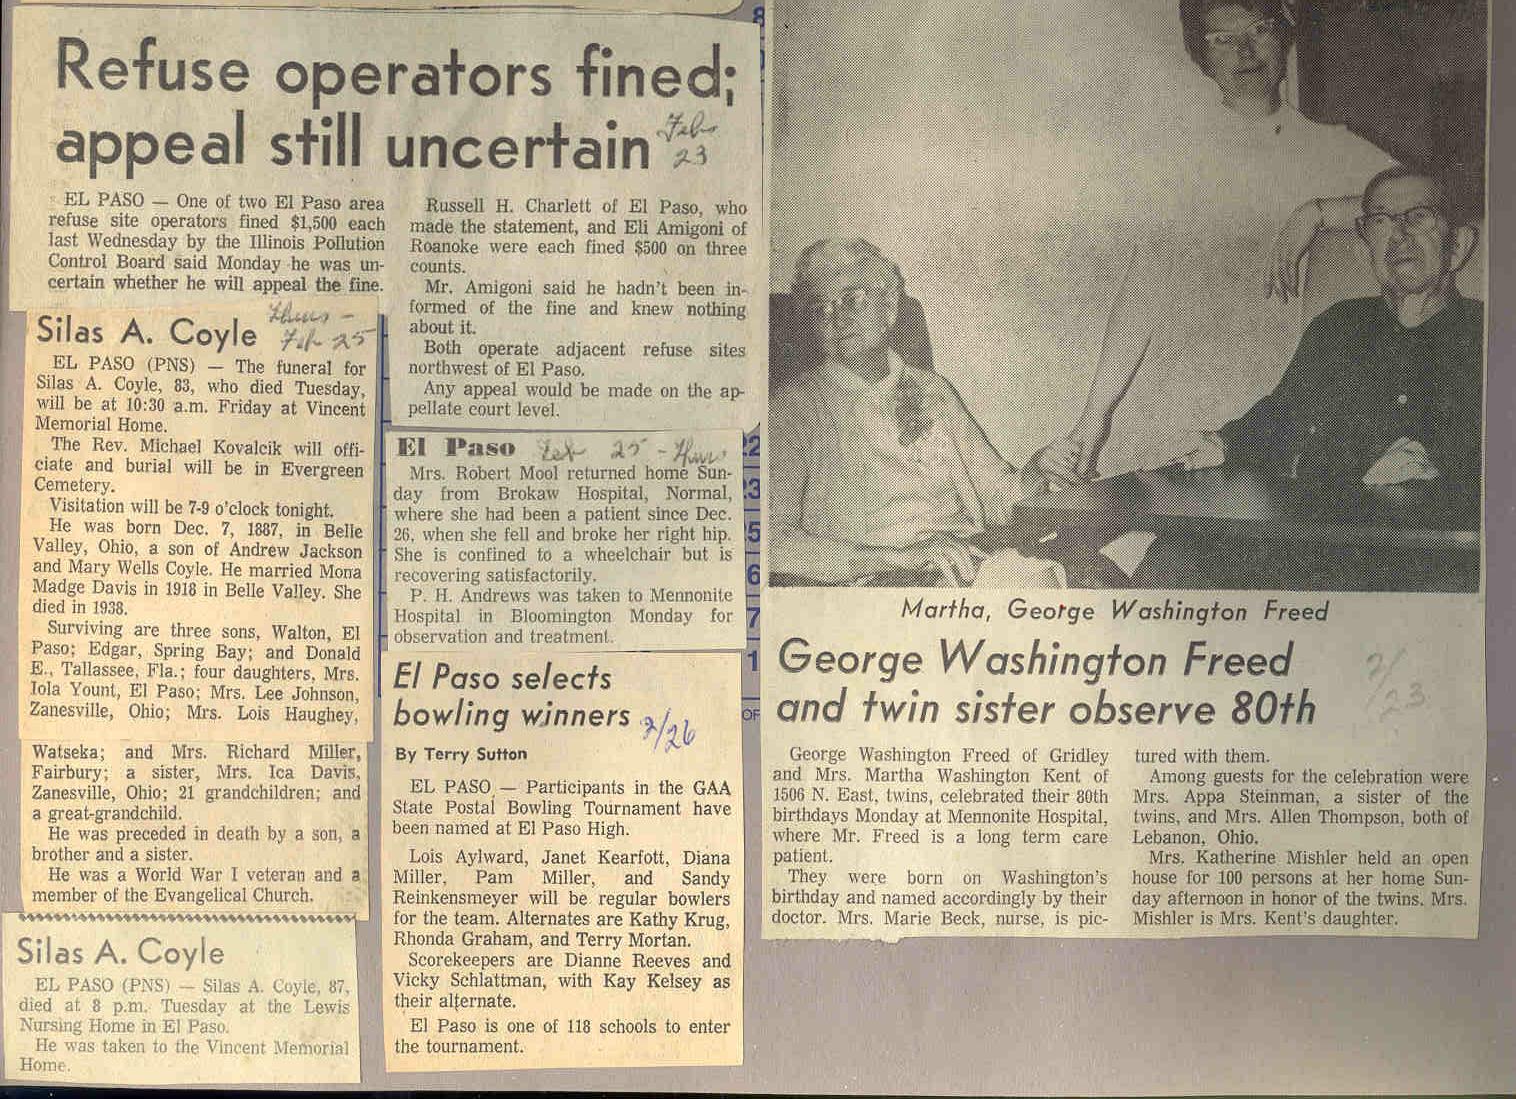 Refuse operators fined;
appeal still uncertain
Feb
23
EL PASO — One of two El Paso area
refuse site operators fined $1,500 each
last Wednesday by the Illinois Pollution
Control Board said Monday he was un-
certain whether he will appeal the fine.
Russell H. Charlett of El Paso, who
made the statement, and Eli Amigoni of
Roanoke were each fined $500 on three
counts.
Mr. Amigoni said he hadn't been in-
formed of the fine and knew nothing
about it.
Both operate adjacent refuse sites
northwest of El Paso.
Any appeal would be made on the ap-
pellate court level.
Silas A. Coyle
Thurs -
Feb 25
EL PASO (PNS) — The funeral for
Silas A. Coyle, 83, who died Tuesday,
will be at 10:30 a.m. Friday at Vincent
Memorial Home.
The Rev. Michael Kovalcik will offi-
ciate and burial will be in Evergreen
Cemetery.
Visitation will be 7-9 o'clock tonight.
He was born Dec. 7, 1887, in Belle
Valley, Ohio, a son of Andrew Jackson
and Mary Wells Coyle. He married Mona
Madge Davis in 1918 in Belle Valley. She
died in 1938.
Surviving are three sons, Walton, El
Paso; Edgar, Spring Bay; and Donald
E., Tallassee, Fla.; four daughters, Mrs.
Iola Yount, El Paso; Mrs. Lee Johnson,
Zanesville, Ohio; Mrs. Lois Haughey,
Watseka; and Mrs. Richard Miller,
Fairbury; a sister, Mrs. Ica Davis,
Zanesville, Ohio; 21 grandchildren; and
a great-grandchild.
He was preceded in death by a son, a
brother and a sister.
He was a World War I veteran and a
member of the Evangelical Church.
Silas A. Coyle
EL PASO (PNS) — Silas A. Coyle, 87,
died at 8 p.m. Tuesday at the Lewis
Nursing Home in El Paso.
He was taken to the Vincent Memorial
Home.
El Paso Feb 25 - Thurs
Mrs. Robert Mool returned home Sun-
day from Brokaw Hospital, Normal,
where she had been a patient since Dec.
26, when she fell and broke her right hip.
She is confined to a wheelchair but is
recovering satisfactorily.
P. H. Andrews was taken to Mennonite
Hospital in Bloomington Monday for
observation and treatment.
El Paso selects
bowling winners 2/26
By Terry Sutton
EL PASO — Participants in the GAA
State Postal Bowling Tournament have
been named at El Paso High.
Lois Aylward, Janet Kearfott, Diana
Miller, Pam Miller, and Sandy
Reinkensmeyer will be regular bowlers
for the team. Alternates are Kathy Krug,
Rhonda Graham, and Terry Mortan.
Scorekeepers are Dianne Reeves and
Vicky Schlattman, with Kay Kelsey as
their alternate.
El Paso is one of 118 schools to enter
the tournament.
8
22
23
5
6
7
1
OF
Martha, George Washington Freed
George Washington Freed
and twin sister observe 80th
2/23
George Washington Freed of Gridley
and Mrs. Martha Washington Kent of
1506 N. East, twins, celebrated their 80th
birthdays Monday at Mennonite Hospital,
where Mr. Freed is a long term care
patient.
They were born on Washington's
birthday and named accordingly by their
doctor. Mrs. Marie Beck, nurse, is pic-
tured with them.
Among guests for the celebration were
Mrs. Appa Steinman, a sister of the
twins, and Mrs. Allen Thompson, both of
Lebanon, Ohio.
Mrs. Katherine Mishler held an open
house for 100 persons at her home Sun-
day afternoon in honor of the twins. Mrs.
Mishler is Mrs. Kent's daughter.